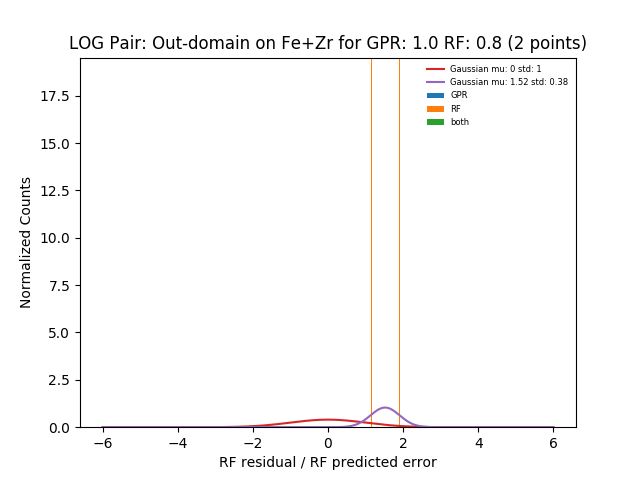 LOG Pair: Out-domain on Fe+Zr for GPR: 1.0 RF: 0.8 (2 points)
Gaussian mu: 0 std: 1
Gaussian mu: 1.52 std: 0.38
GPR
RF
both
Normalized Counts
17.5
15.0
12.5
10.0
7.5
5.0
2.5
0.0
−6 −4 −2 0 2 4 6
RF residual / RF predicted error